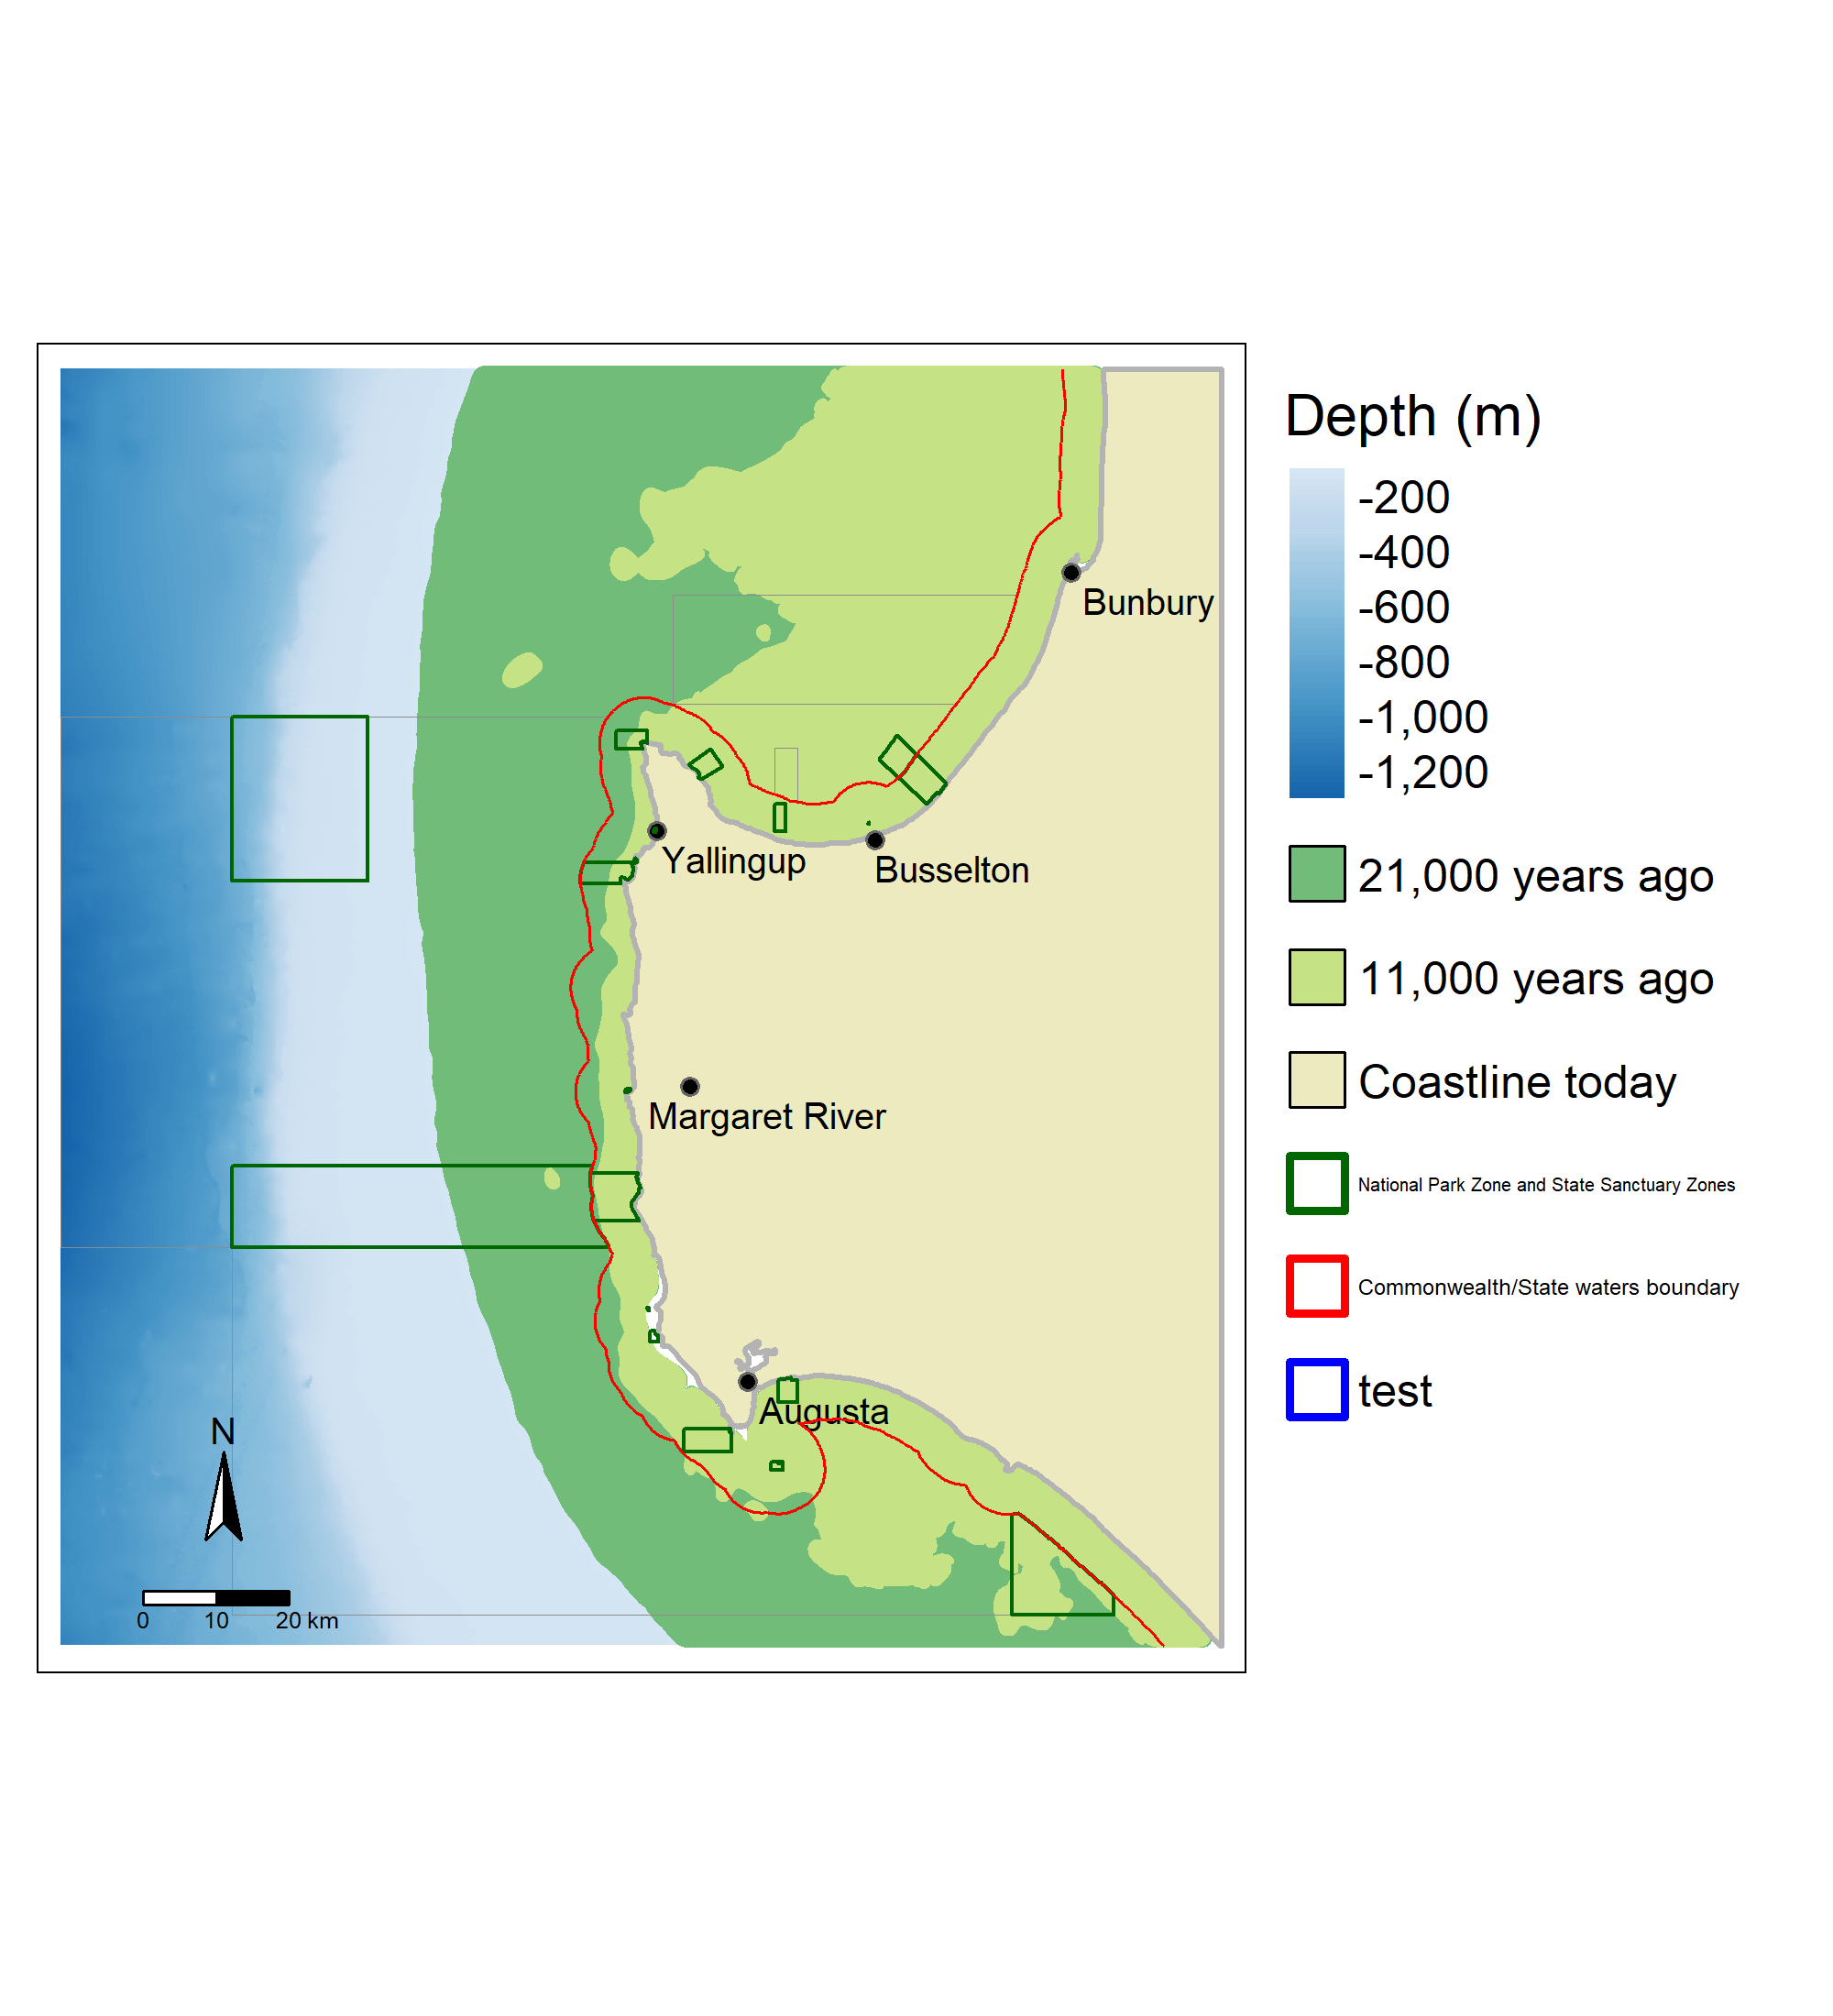 Depth (m)
-200
-400
-600
-800
-1,000
-1,200
21,000 years ago
11,000 years ago
Coastline today
National Park Zone and State Sanctuary Zones
Commonwealth/State waters boundary
test
Bunbury
Yallingup
Busselton
Margaret River
Augusta
N
0 10 20 km